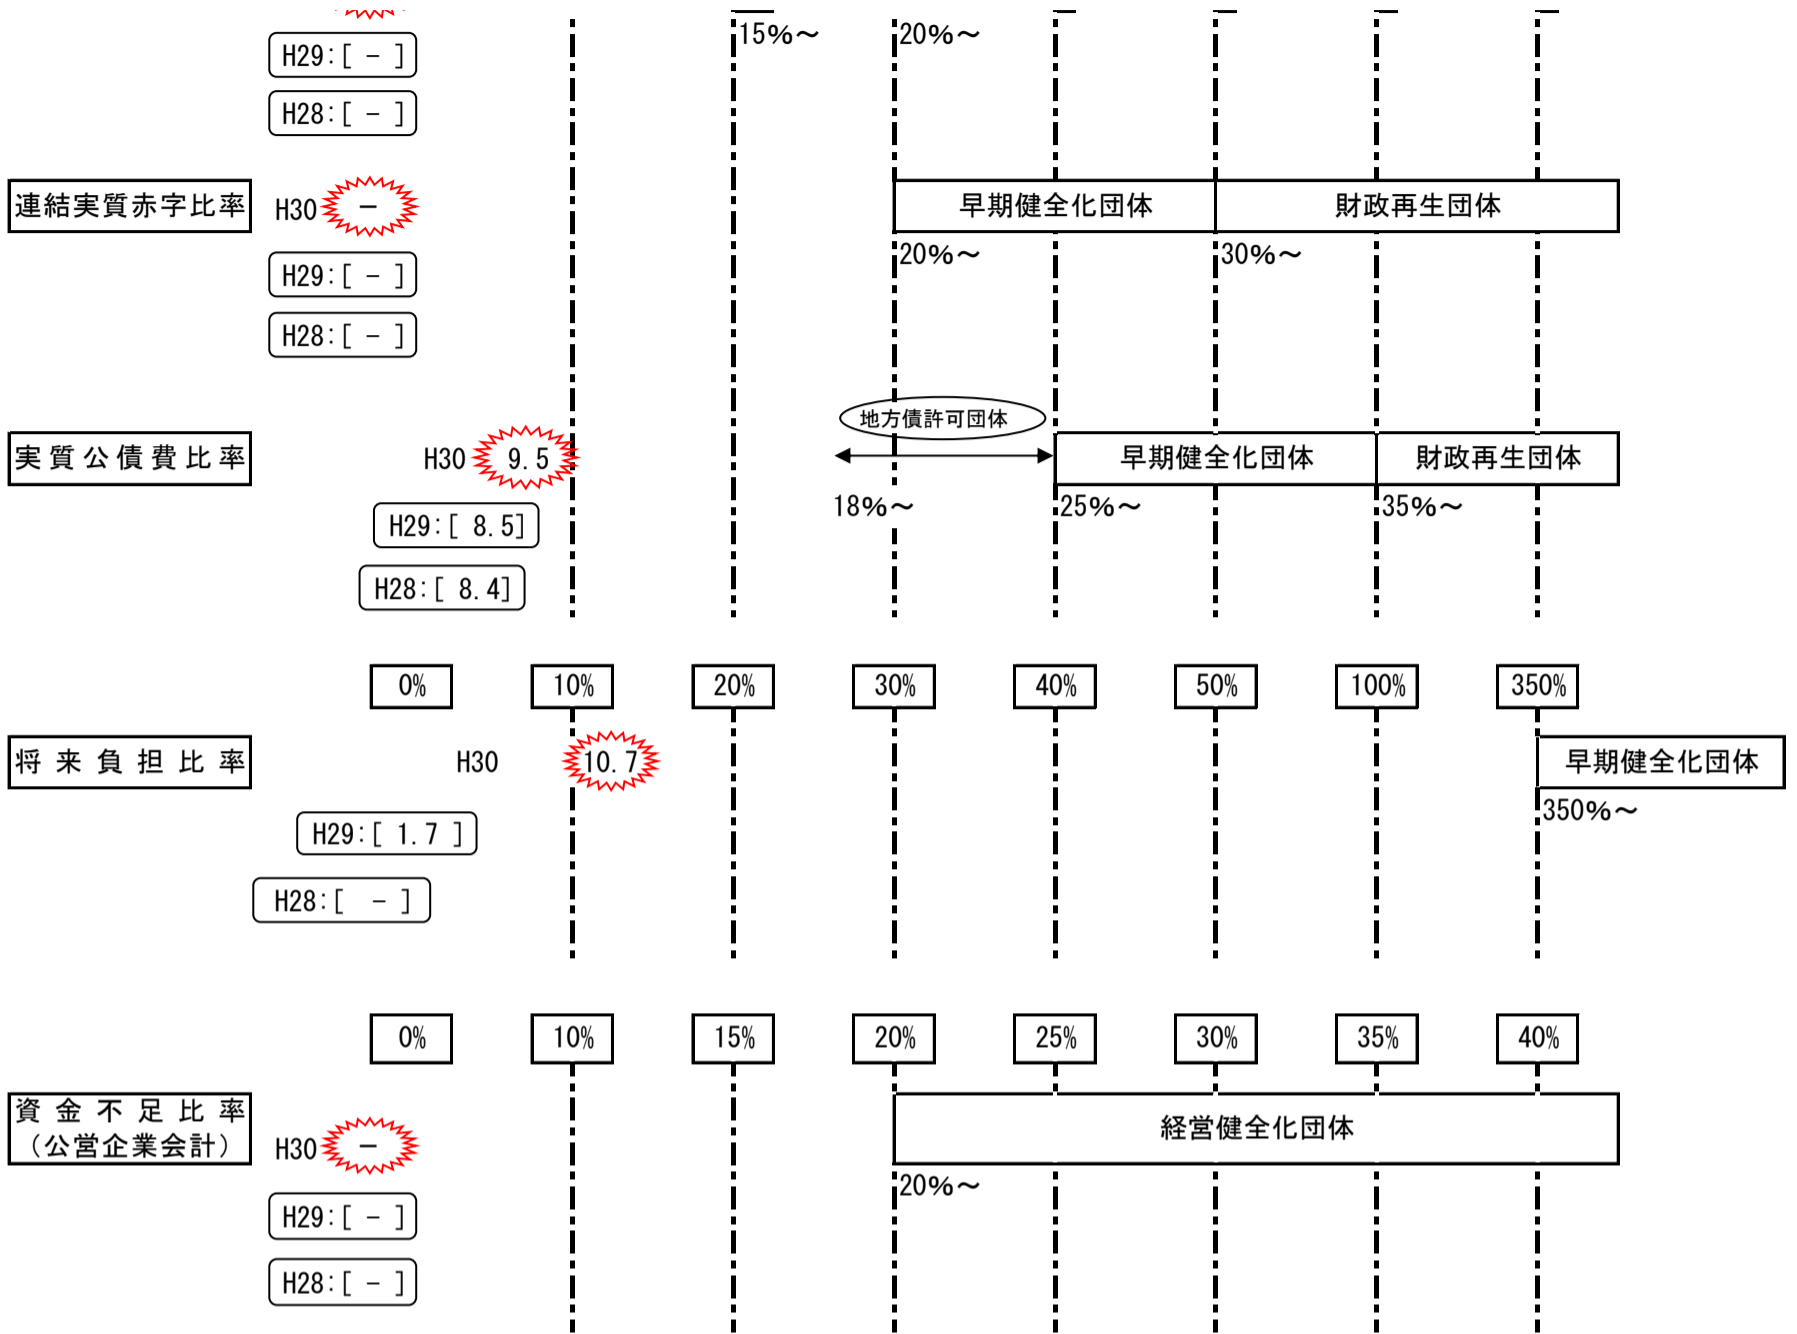 15%～ 20%～
H29：[ － ]
H28：[ － ]
連結実質赤字比率 H30 － 早期健全化団体 財政再生団体
20%～ 30%～
H29：[ － ]
H28：[ － ]
地方債許可団体
実質公債費比率 H30 9.5 早期健全化団体 財政再生団体
18%～ 25%～ 35%～
H29：[ 8.5]
H28：[ 8.4]
0% 10% 20% 30% 40% 50% 100% 350%
将来負担比率 H30 10.7 早期健全化団体
350%～
H29：[ 1.7 ]
H28：[ － ]
0% 10% 15% 20% 25% 30% 35% 40%
資金不足比率
（公営企業会計） H30 － 経営健全化団体
20%～
H29：[ － ]
H28：[ － ]